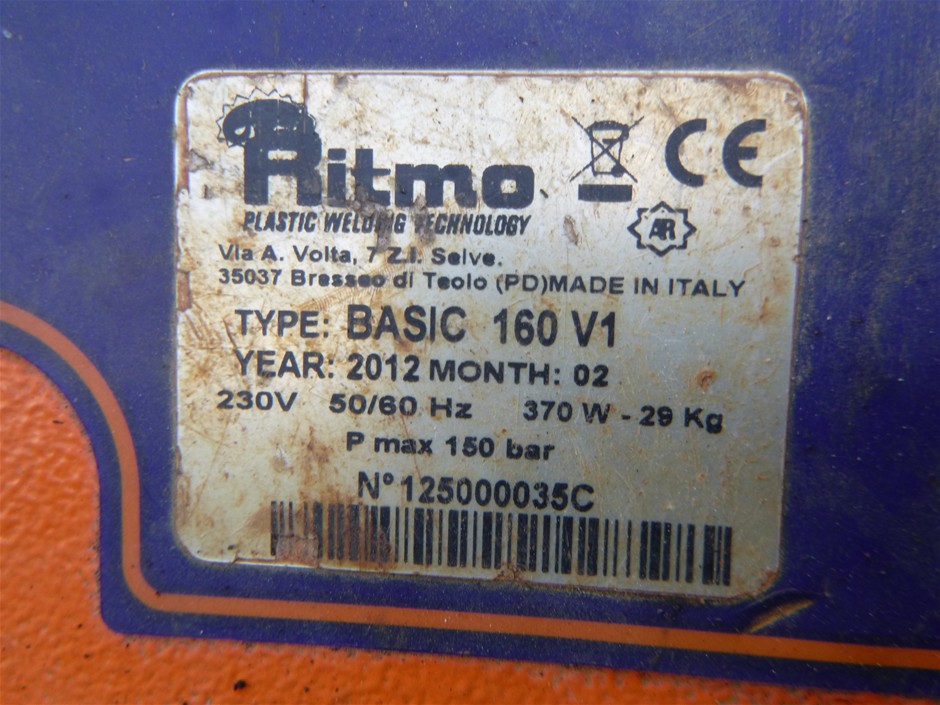 Ritmo
CE
PLASTIC WELDING TECHNOLOGY
AR
Via A. Volta, 7 Z.I. Selve.
35037 Bresseo di Teolo (PD)MADE IN ITALY
TYPE: BASIC 160 V1
YEAR: 2012 MONTH: 02
230V 50/60 Hz 370 W - 29 Kg
P max 150 bar
N° 125000035C